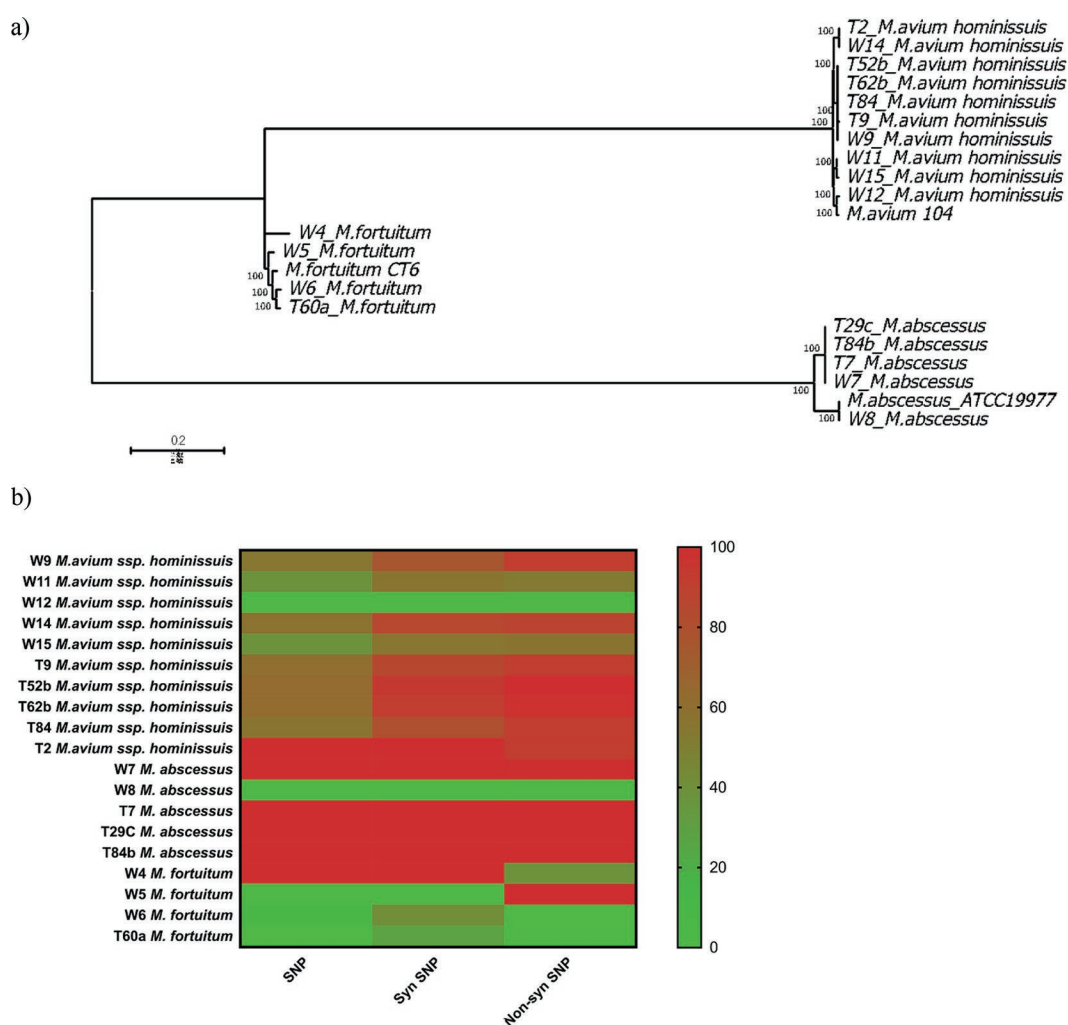 a)
100
T2_M.avium hominissuis
W14_M.avium hominissuis
100
T52b_M.avium hominissuis
T62b_M.avium hominissuis
100
T84_M.avium hominissuis
100
T9_M.avium hominissuis
W9_M.avium hominissuis
100
W11_M.avium hominissuis
W15_M.avium hominissuis
100
W12_M.avium hominissuis
100
M.avium 104
W4_M.fortuitum
W5_M.fortuitum
100
M.fortuitum CT6
100
W6_M.fortuitum
100
T60a_M.fortuitum
T29c_M.abscessus
100
T84b_M.abscessus
T7_M.abscessus
100
W7_M.abscessus
M.abscessus_ATCC19977
100
W8_M.abscessus
02
b)
W9 M.avium ssp. hominissuis
W11 M.avium ssp. hominissuis
W12 M.avium ssp. hominissuis
W14 M.avium ssp. hominissuis
W15 M.avium ssp. hominissuis
T9 M.avium ssp. hominissuis
T52b M.avium ssp. hominissuis
T62b M.avium ssp. hominissuis
T84 M.avium ssp. hominissuis
T2 M.avium ssp. hominissuis
W7 M. abscessus
W8 M. abscessus
T7 M. abscessus
T29C M. abscessus
T84b M. abscessus
W4 M. fortuitum
W5 M. fortuitum
W6 M. fortuitum
T60a M. fortuitum
SNP
Syn SNP
Non-syn SNP
100
80
60
40
20
0